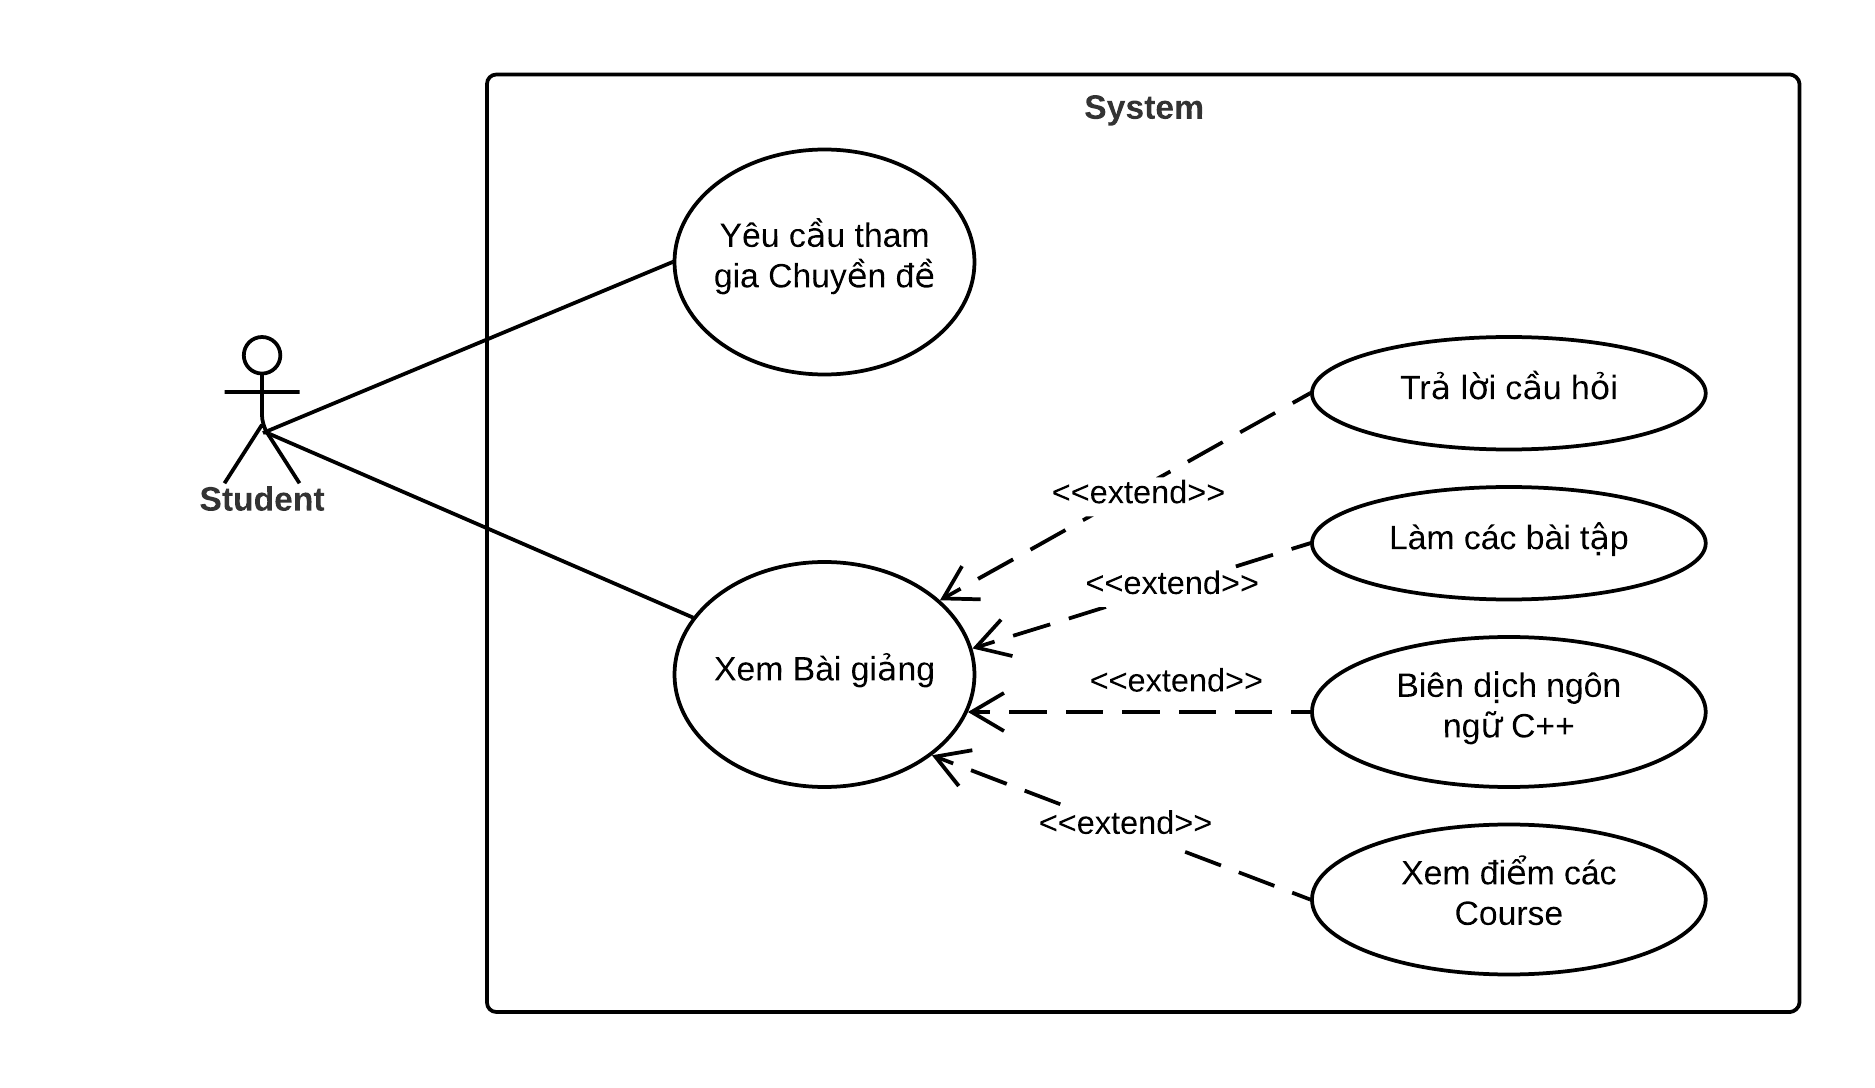 System
Yêu cầu tham
gia Chuyền đề
Student
Trả lời cầu hỏi
<<extend>>
Làm các bài tập
<<extend>>
Xem Bài giảng
<<extend>>
Biên dịch ngôn
ngữ C++
<<extend>>
Xem điểm các
Course